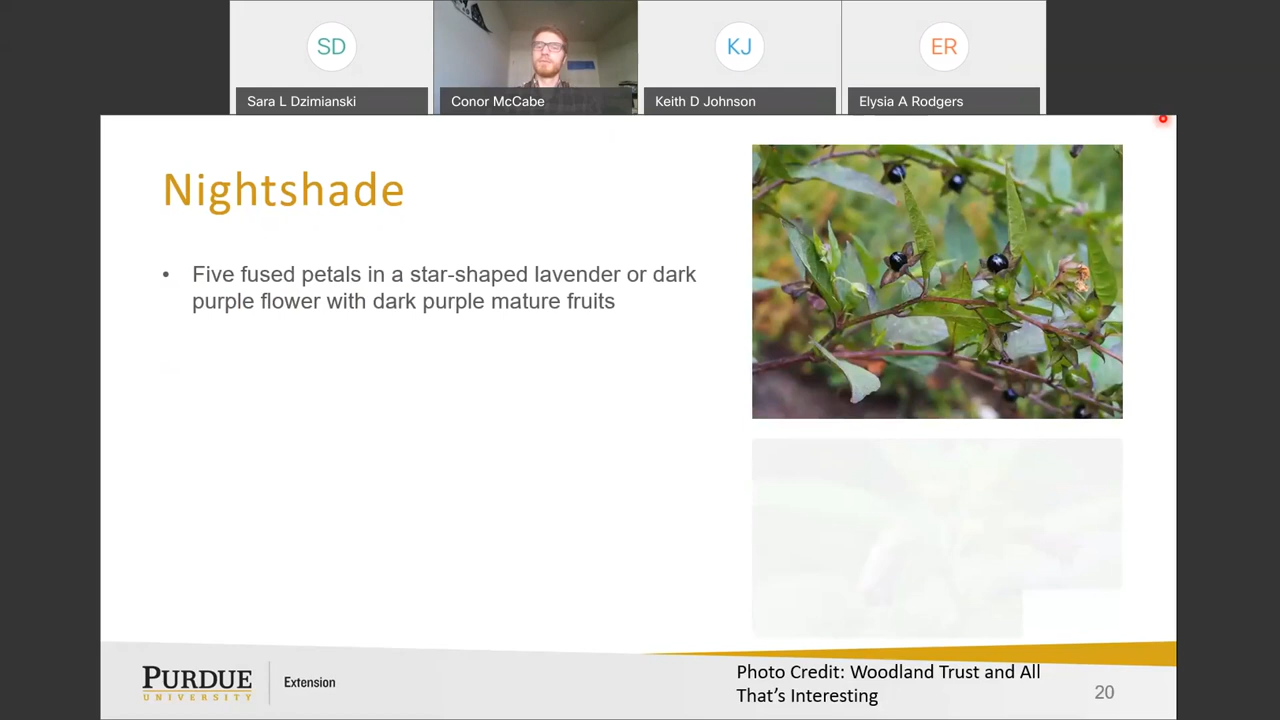 SD
KJ
ER
Sara L Dzimianski
Conor McCabe
Keith D Johnson
Elysia A Rodgers
Nightshade
• Five fused petals in a star-shaped lavender or dark
purple flower with dark purple mature fruits
PURDUE
UNIVERSITY
Extension
Photo Credit: Woodland Trust and All
That's Interesting
20